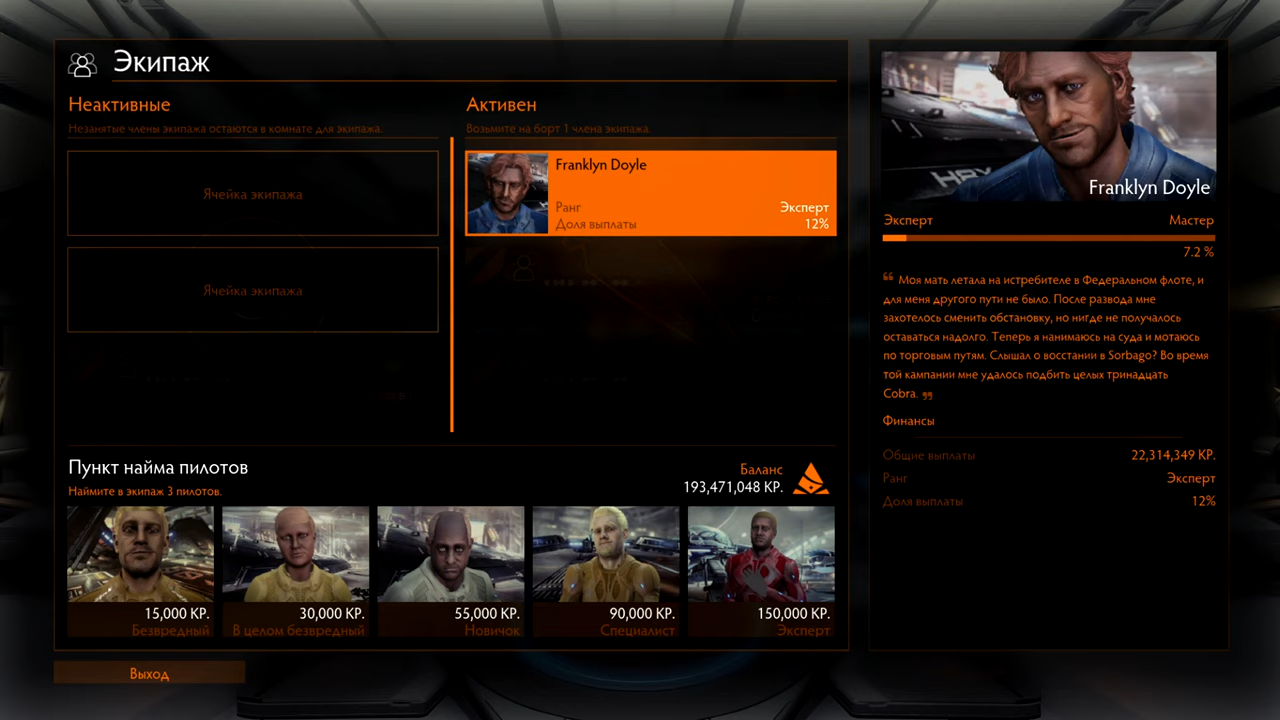 Экипаж
Неактивные
Незанятые члены экипажа остаются в комнате для экипажа.
Ячейка экипажа
Ячейка экипажа
Активен
Возьмите на борт 1 члена экипажа.
Franklyn Doyle
Ранг Эксперт
Доля выплаты 12%
Пункт найма пилотов
Наймите в экипаж 3 пилотов.
Баланс
193,471,048 КР.
15,000 КР.
Безвредный
30,000 КР.
В целом безвредный
55,000 КР.
Новичок
90,000 КР.
Специалист
150,000 КР.
Эксперт
Выход
Franklyn Doyle
Эксперт Мастер
7.2 %
❝ Моя мать летала на истребителе в Федеральном флоте, и
для меня другого пути не было. После развода мне
захотелось сменить обстановку, но нигде не получалось
оставаться надолго. Теперь я нанимаюсь на суда и мотаюсь
по торговым путям. Слышал о восстании в Sorbago? Во время
той кампании мне удалось подбить целых тринадцать
Cobra. ❞
Финансы
Общие выплаты 22,314,349 КР.
Ранг Эксперт
Доля выплаты 12%